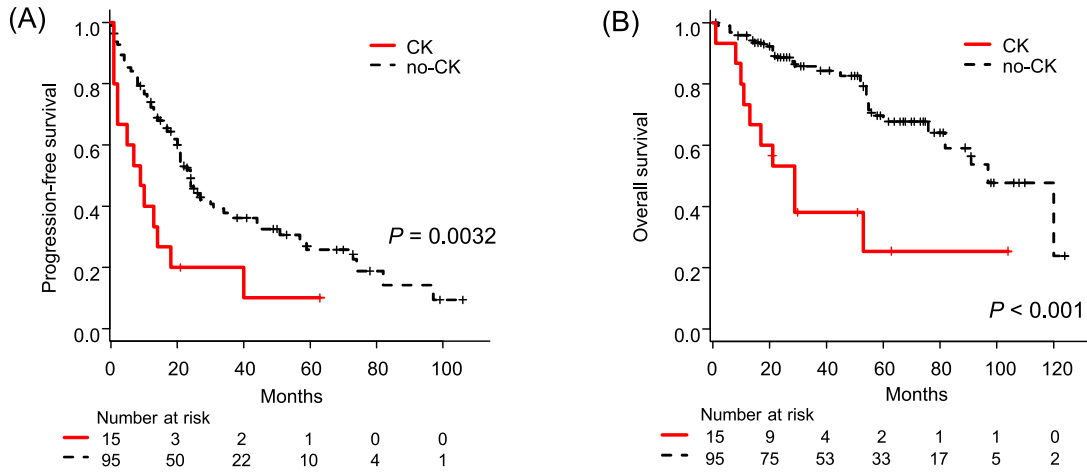 (A)
Progression-free survival
1.0
0.8
0.6
0.4
0.2
0.0
CK
no-CK
P = 0.0032
0 20 40 60 80 100
Months
Number at risk
15 3 2 1 0 0
95 50 22 10 4 1
(B)
Overall survival
1.0
0.8
0.6
0.4
0.2
0.0
CK
no-CK
P < 0.001
0 20 40 60 80 100 120
Months
Number at risk
15 9 4 2 1 1 0
95 75 53 33 17 5 2